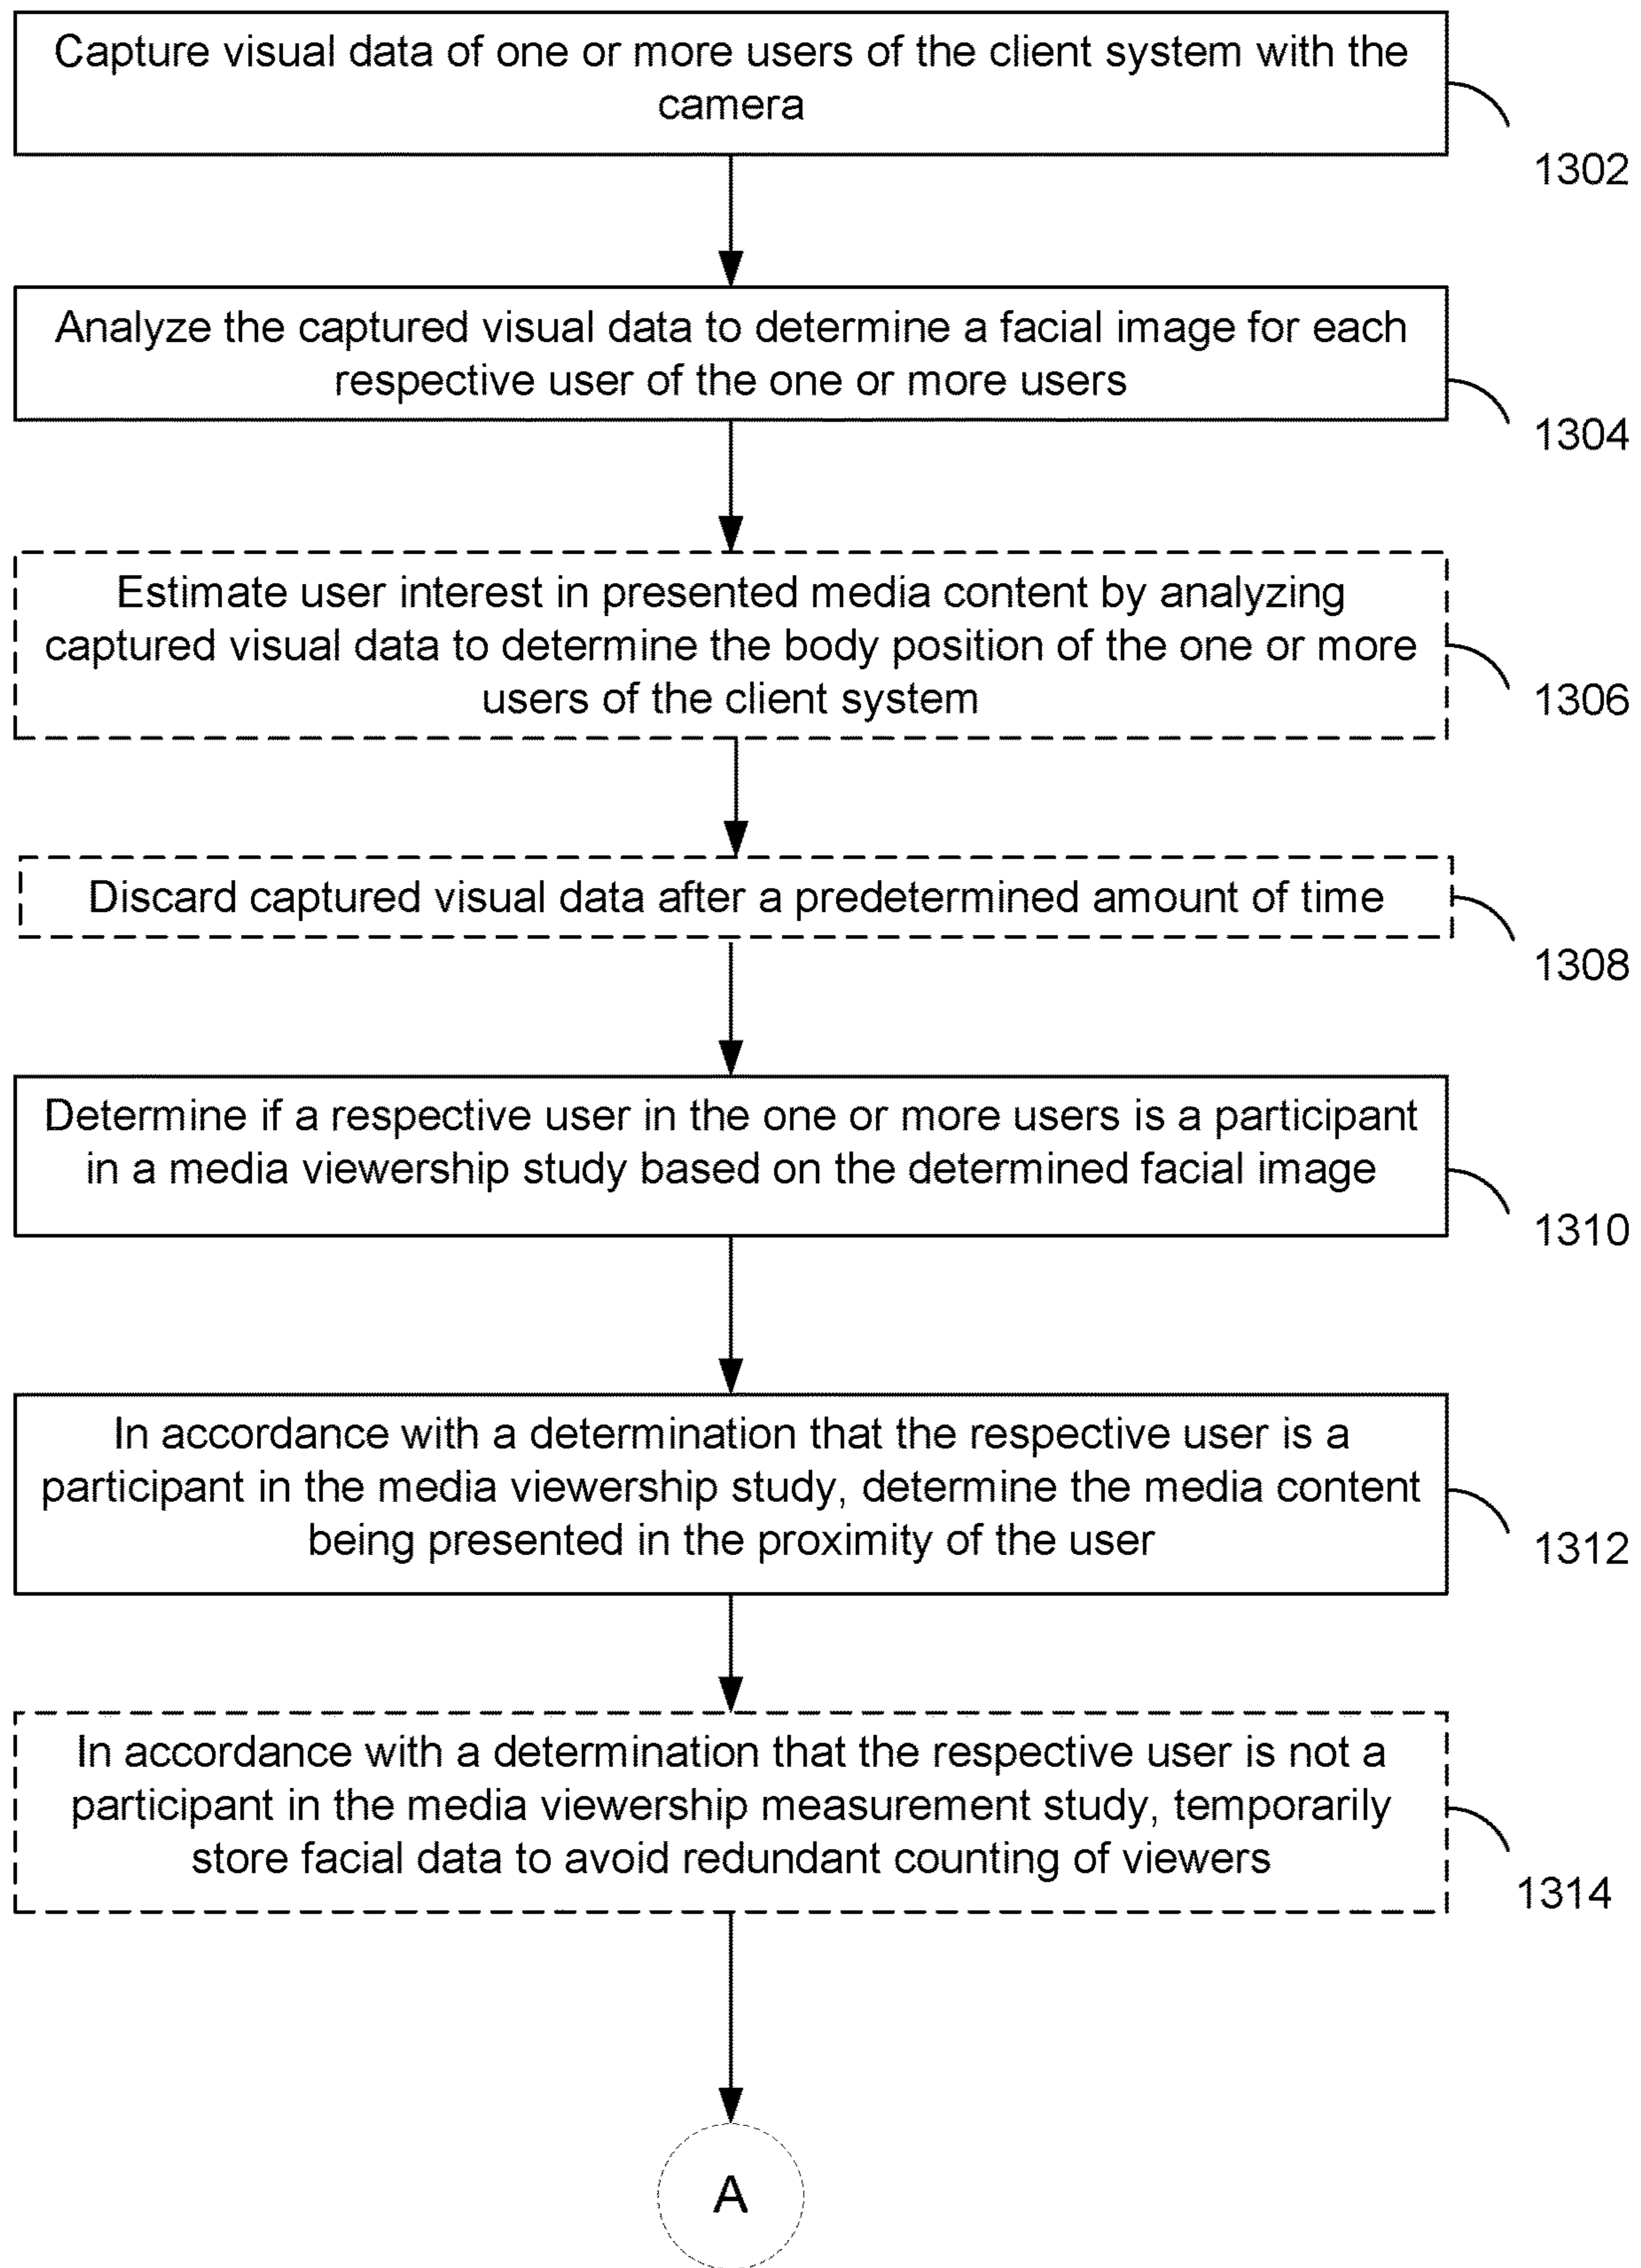 Capture visual data of one or more users of the client system with the
camera
1302
Analyze the captured visual data to determine a facial image for each
respective user of the one or more users
1304
Estimate user interest in presented media content by analyzing
captured visual data to determine the body position of the one or more
users of the client system
1306
Discard captured visual data after a predetermined amount of time
1308
Determine if a respective user in the one or more users is a participant
in a media viewership study based on the determined facial image
1310
In accordance with a determination that the respective user is a
participant in the media viewership study, determine the media content
being presented in the proximity of the user
1312
In accordance with a determination that the respective user is not a
participant in the media viewership measurement study, temporarily
store facial data to avoid redundant counting of viewers
1314
A